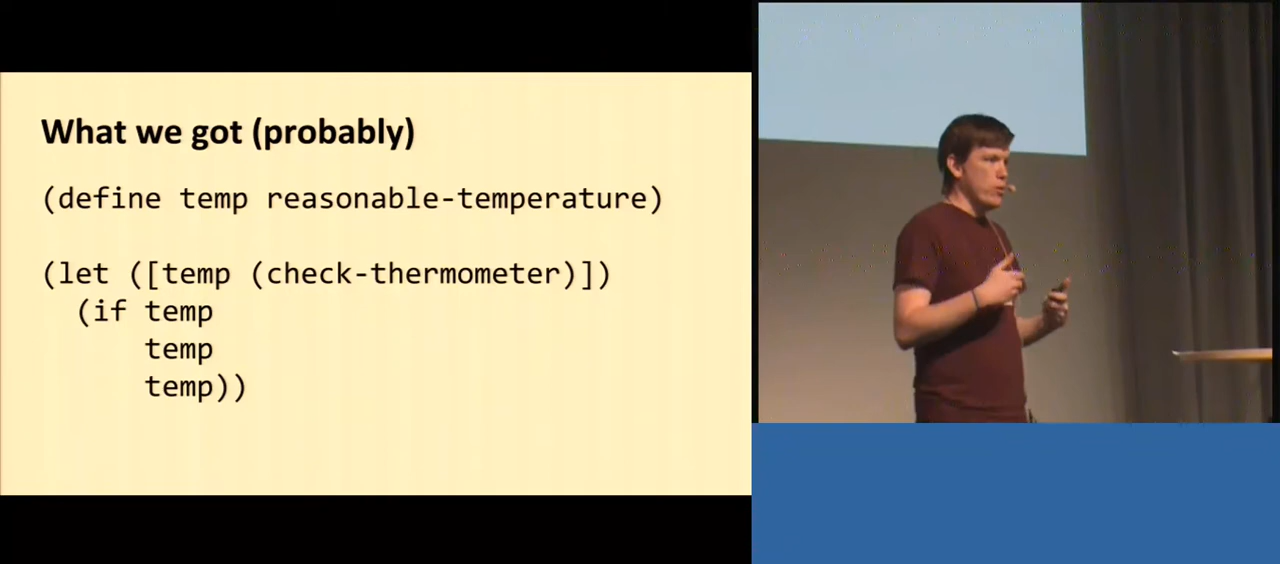 What we got (probably)
(define temp reasonable-temperature)
(let ([temp (check-thermometer)])
(if temp
temp
temp))